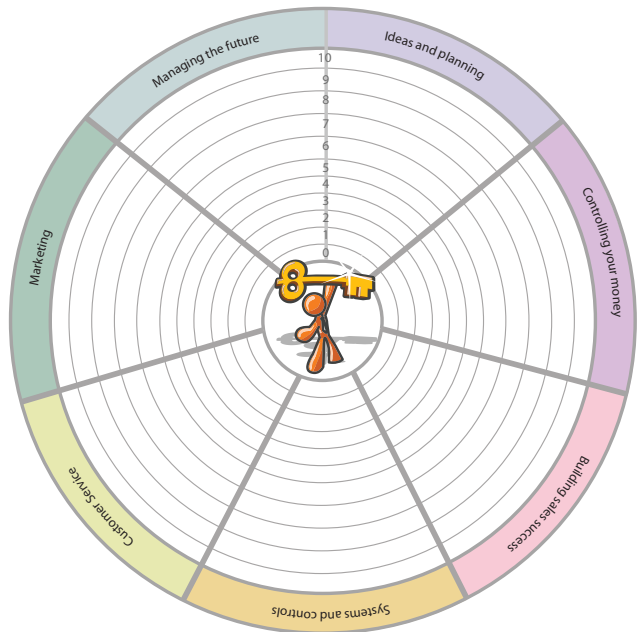 Managing the future
Ideas and planning
Controlling your money
Building sales success
Systems and controls
Customer Service
Marketing
10
9
8
7
6
5
4
3
2
1
0